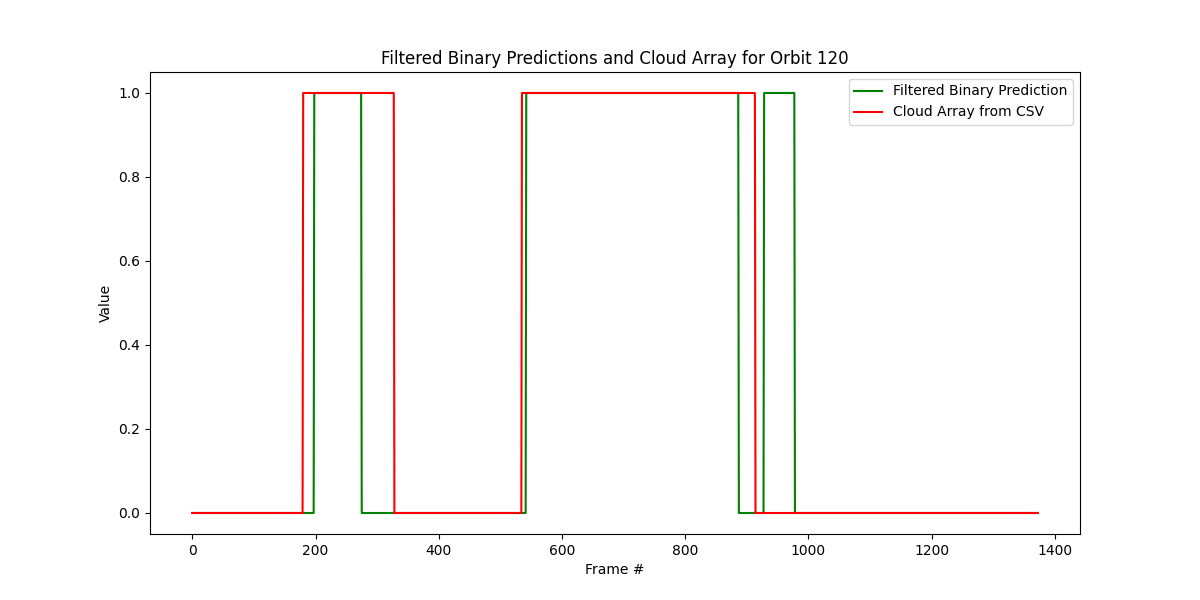 Filtered Binary Predictions and Cloud Array for Orbit 120
Filtered Binary Prediction
Cloud Array from CSV
1.0
0.8
0.6
0.4
0.2
0.0
Value
0 200 400 600 800 1000 1200 1400
Frame #